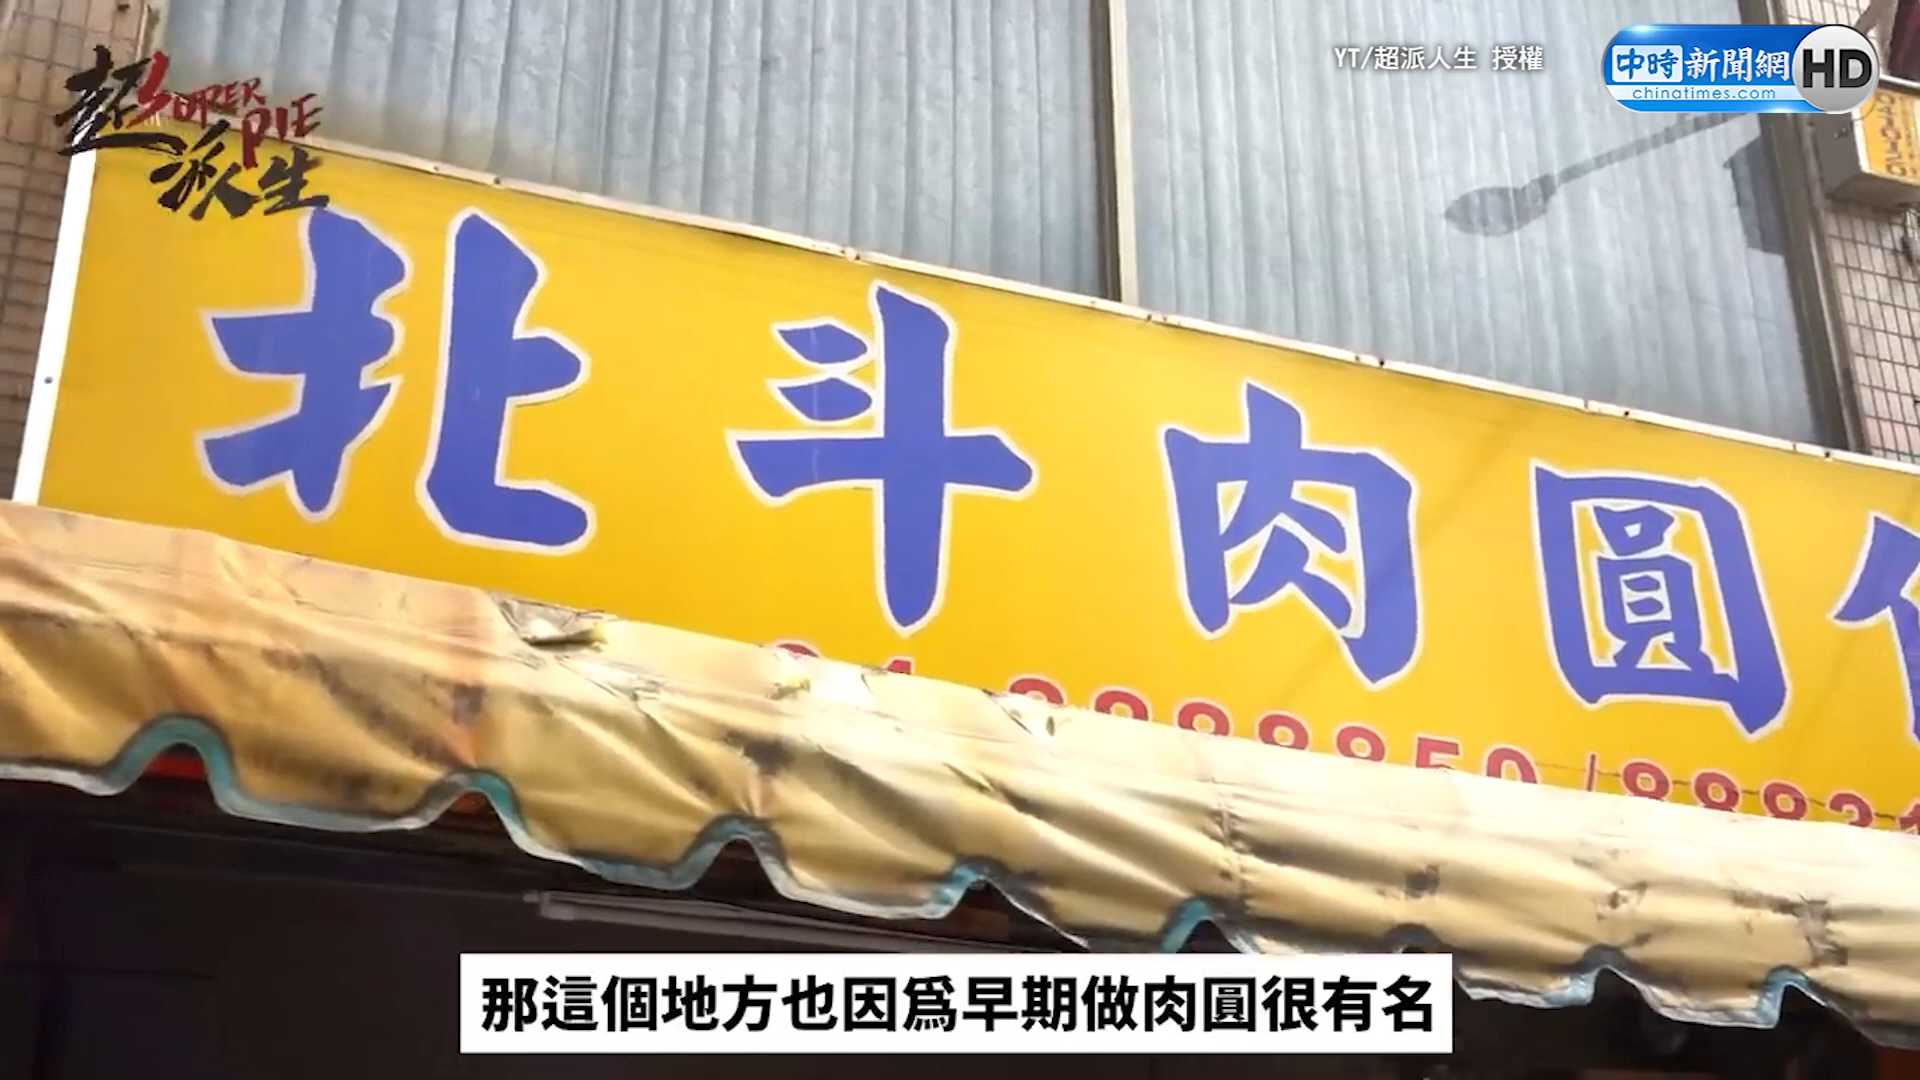 超派人生
SUPER PIE
YT/超派人生 授權
中時新聞網 HD
chinatimes.com
北斗肉圓
那這個地方也因爲早期做肉圓很有名